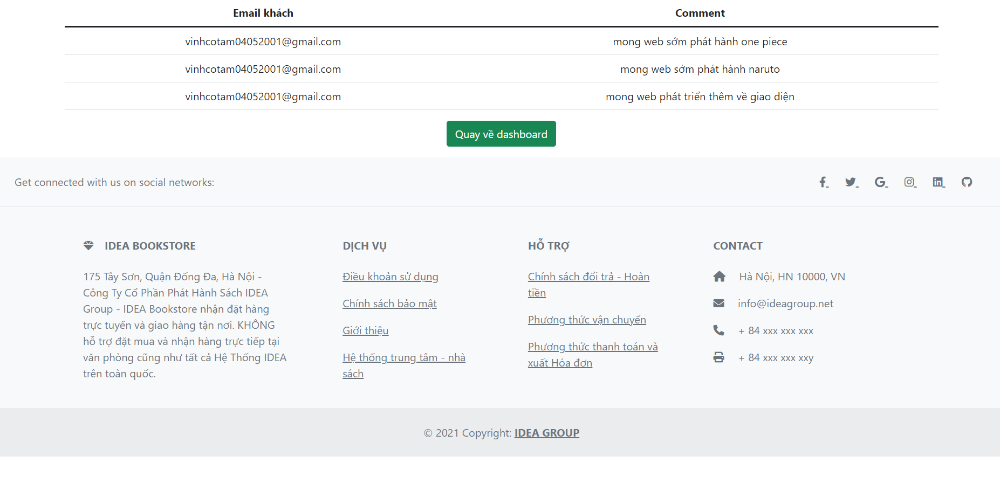 Email khách Comment
vinhcotam04052001@gmail.com mong web sớm phát hành one piece
vinhcotam04052001@gmail.com mong web sớm phát hành naruto
vinhcotam04052001@gmail.com mong web phát triển thêm về giao diện
Quay về dashboard
Get connected with us on social networks:
IDEA BOOKSTORE
175 Tây Sơn, Quận Đống Đa, Hà Nội -
Công Ty Cổ Phần Phát Hành Sách IDEA
Group - IDEA Bookstore nhận đặt hàng
trực tuyến và giao hàng tận nơi. KHÔNG
hỗ trợ đặt mua và nhận hàng trực tiếp tại
văn phòng cũng như tất cả Hệ Thống IDEA
trên toàn quốc.
DỊCH VỤ
Điều khoản sử dụng
Chính sách bảo mật
Giới thiệu
Hệ thống trung tâm - nhà
sách
HỖ TRỢ
Chính sách đổi trả - Hoàn
tiền
Phương thức vận chuyển
Phương thức thanh toán và
xuất Hóa đơn
CONTACT
Hà Nội, HN 10000, VN
info@ideagroup.net
+ 84 xxx xxx xxx
+ 84 xxx xxx xxy
© 2021 Copyright: IDEA GROUP